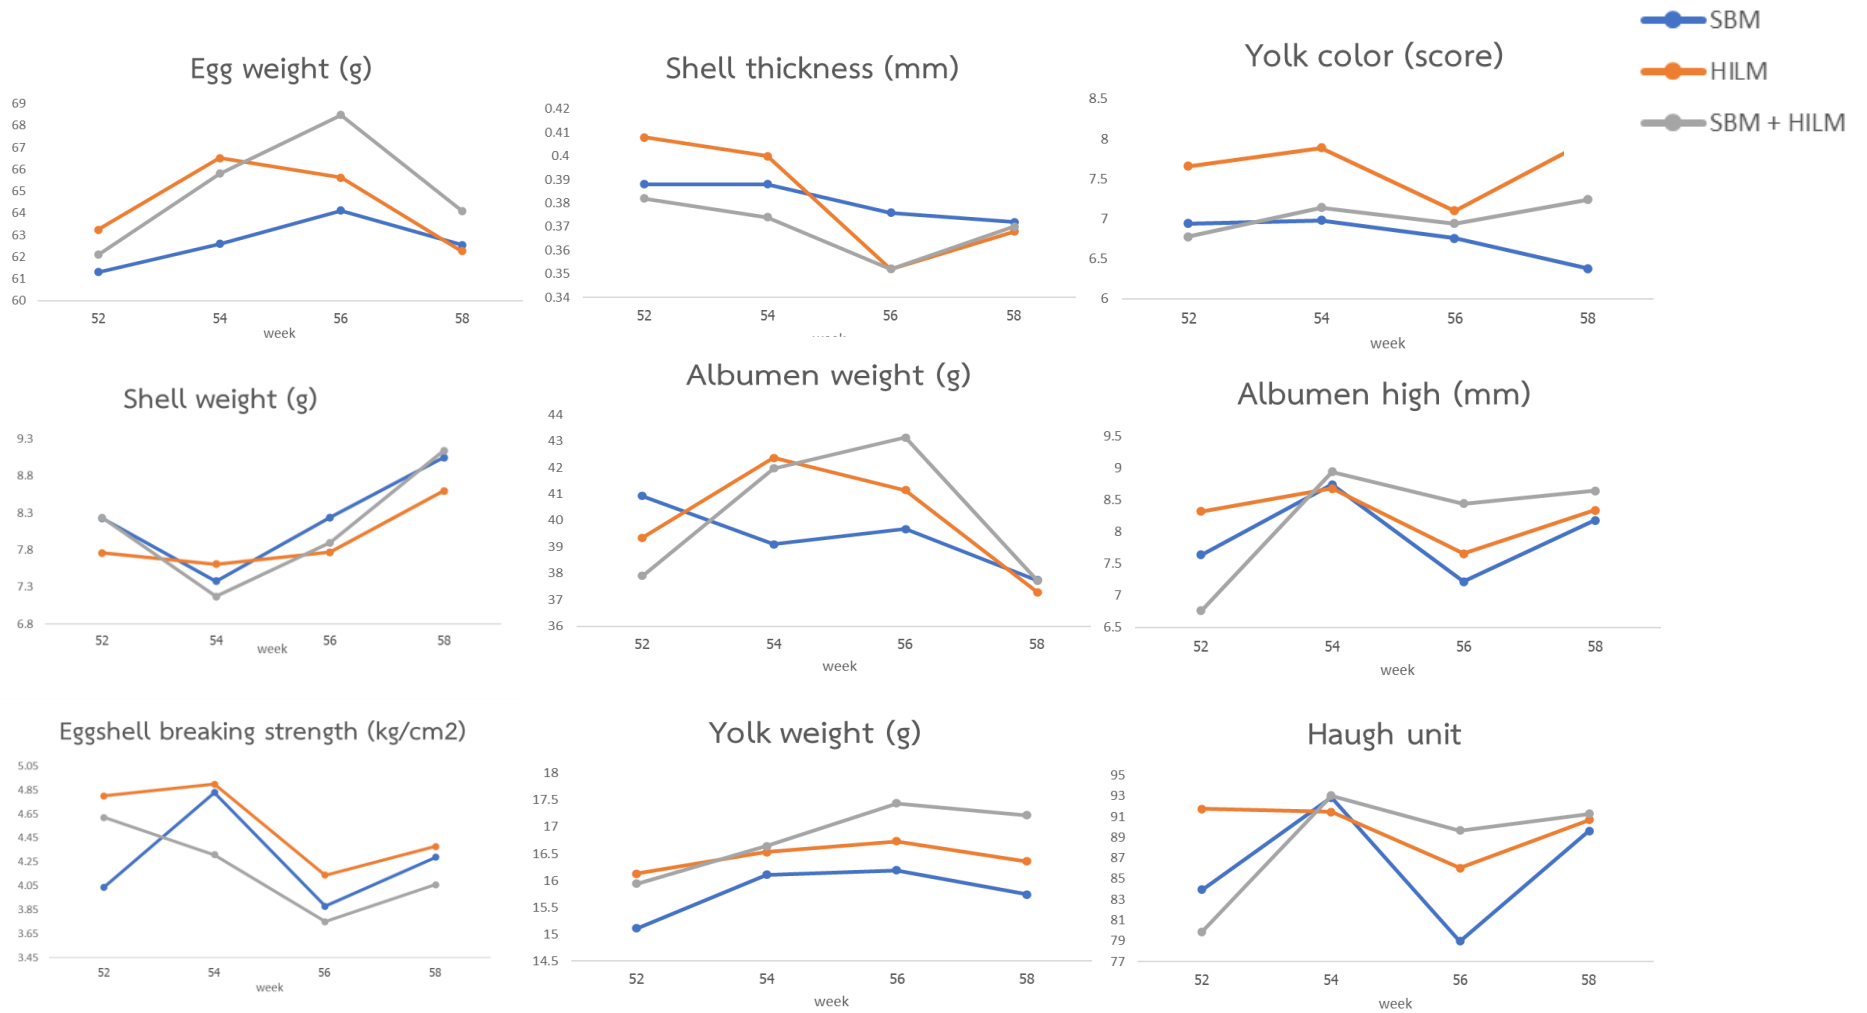 SBM
HILM
SBM + HILM
Egg weight (g)
69
68
67
66
65
64
63
62
61
60
52 54 56 58
week
Shell thickness (mm)
0.42
0.41
0.4
0.39
0.38
0.37
0.36
0.35
0.34
52 54 56 58
Yolk color (score)
8.5
8
7.5
7
6.5
6
52 54 56 58
week
Shell weight (g)
9.3
8.8
8.3
7.8
7.3
6.8
52 54 56 58
week
Albumen weight (g)
44
43
42
41
40
39
38
37
36
52 54 56 58
week
Albumen high (mm)
9.5
9
8.5
8
7.5
7
6.5
52 54 56 58
week
Eggshell breaking strength (kg/cm2)
5.05
4.85
4.65
4.45
4.25
4.05
3.85
3.65
3.45
52 54 56 58
week
Yolk weight (g)
18
17.5
17
16.5
16
15.5
15
14.5
52 54 56 58
week
Haugh unit
95
93
91
89
87
85
83
81
79
77
52 54 56 58
week